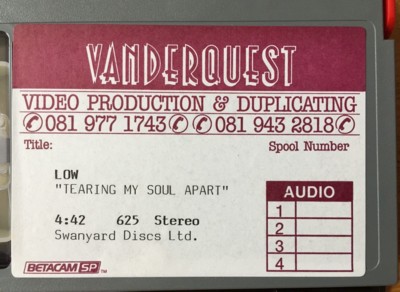 VANDERQUEST
VIDEO PRODUCTION & DUPLICATING
081 977 1743 081 943 2818
Title: Spool Number
LOW
"TEARING MY SOUL APART"
4:42 625 Stereo
Swanyard Discs Ltd.
AUDIO
1
2
3
4
BETACAM SP TM